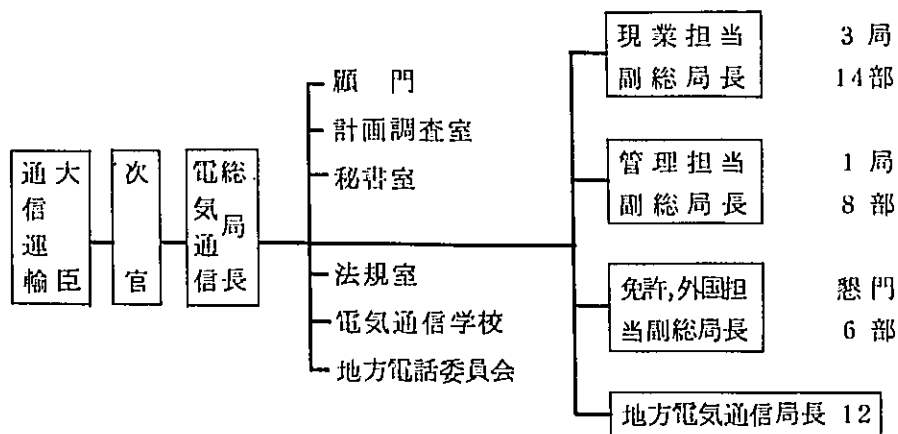 通信運輸大臣
次官
電気通信総局長
顧門
計画調査室
秘書室
法規室
電気通信学校
地方電話委員会
現業担当 3局
副総局長 14部
管理担当 1局
副総局長 8部
免許,外国担 懇門
当副総局長 6部
地方電気通信局長 12